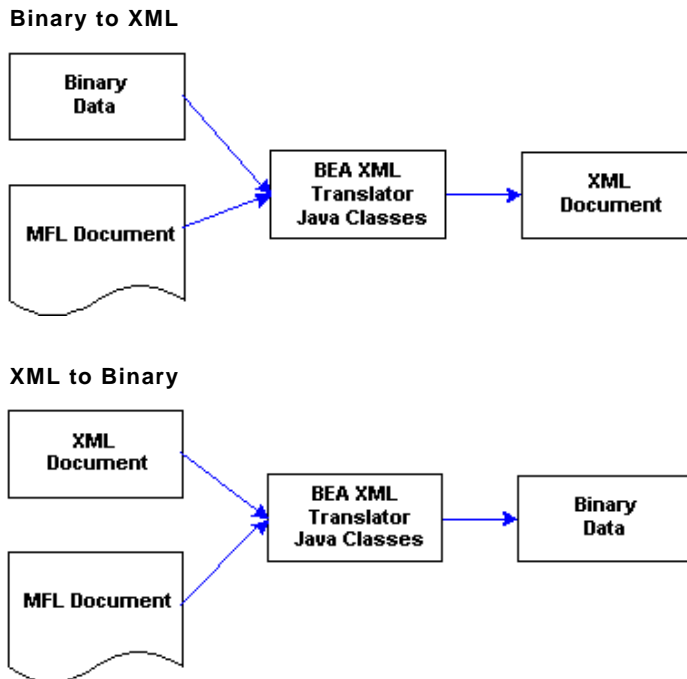 Binary to XML
Binary
Data
MFL Document
BEA XML
Translator
Java Classes
XML
Document
XML to Binary
XML
Document
MFL Document
BEA XML
Translator
Java Classes
Binary
Data